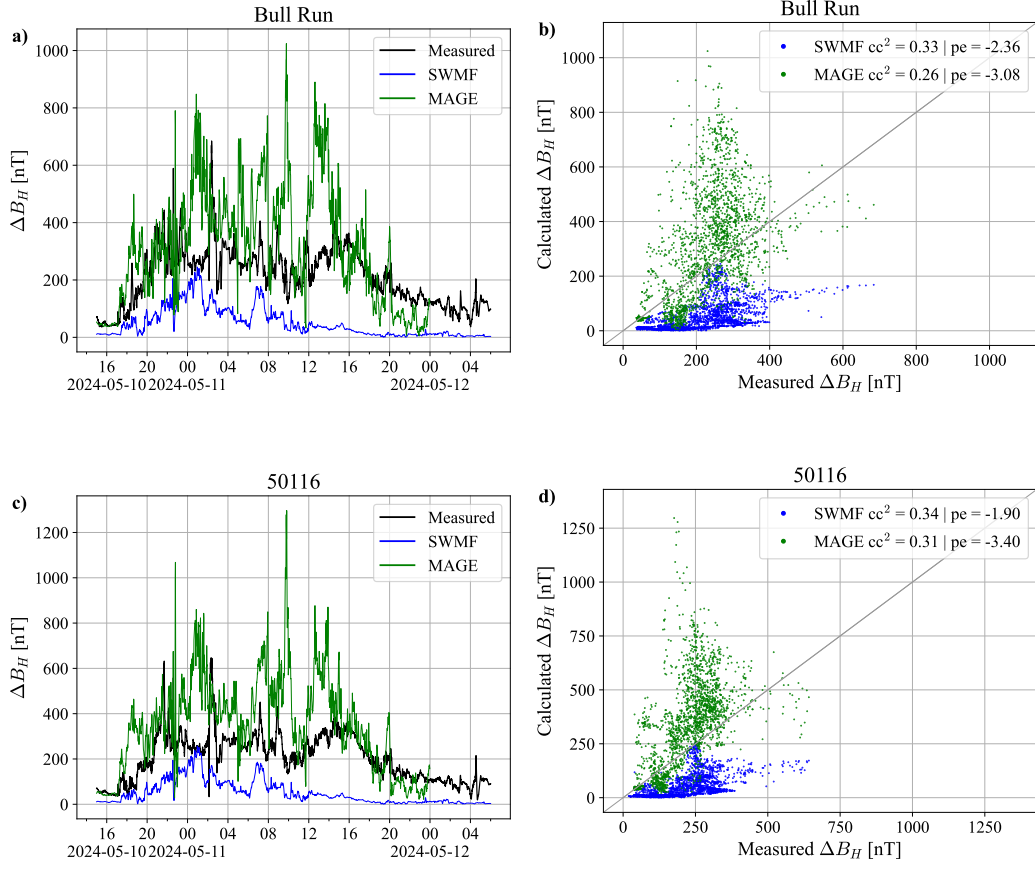 Bull Run
a)
Measured
SWMF
MAGE
ΔB_H [nT]
1000
800
600
400
200
0
16 20 00 04 08 12 16 20 00 04
2024-05-10 2024-05-11 2024-05-12
Bull Run
b)
SWMF cc² = 0.33 | pe = -2.36
MAGE cc² = 0.26 | pe = -3.08
Calculated ΔB_H [nT]
1000
800
600
400
200
0
0 200 400 600 800 1000
Measured ΔB_H [nT]
50116
c)
Measured
SWMF
MAGE
ΔB_H [nT]
1200
1000
800
600
400
200
0
16 20 00 04 08 12 16 20 00 04
2024-05-10 2024-05-11 2024-05-12
50116
d)
SWMF cc² = 0.34 | pe = -1.90
MAGE cc² = 0.31 | pe = -3.40
Calculated ΔB_H [nT]
1250
1000
750
500
250
0
0 250 500 750 1000 1250
Measured ΔB_H [nT]